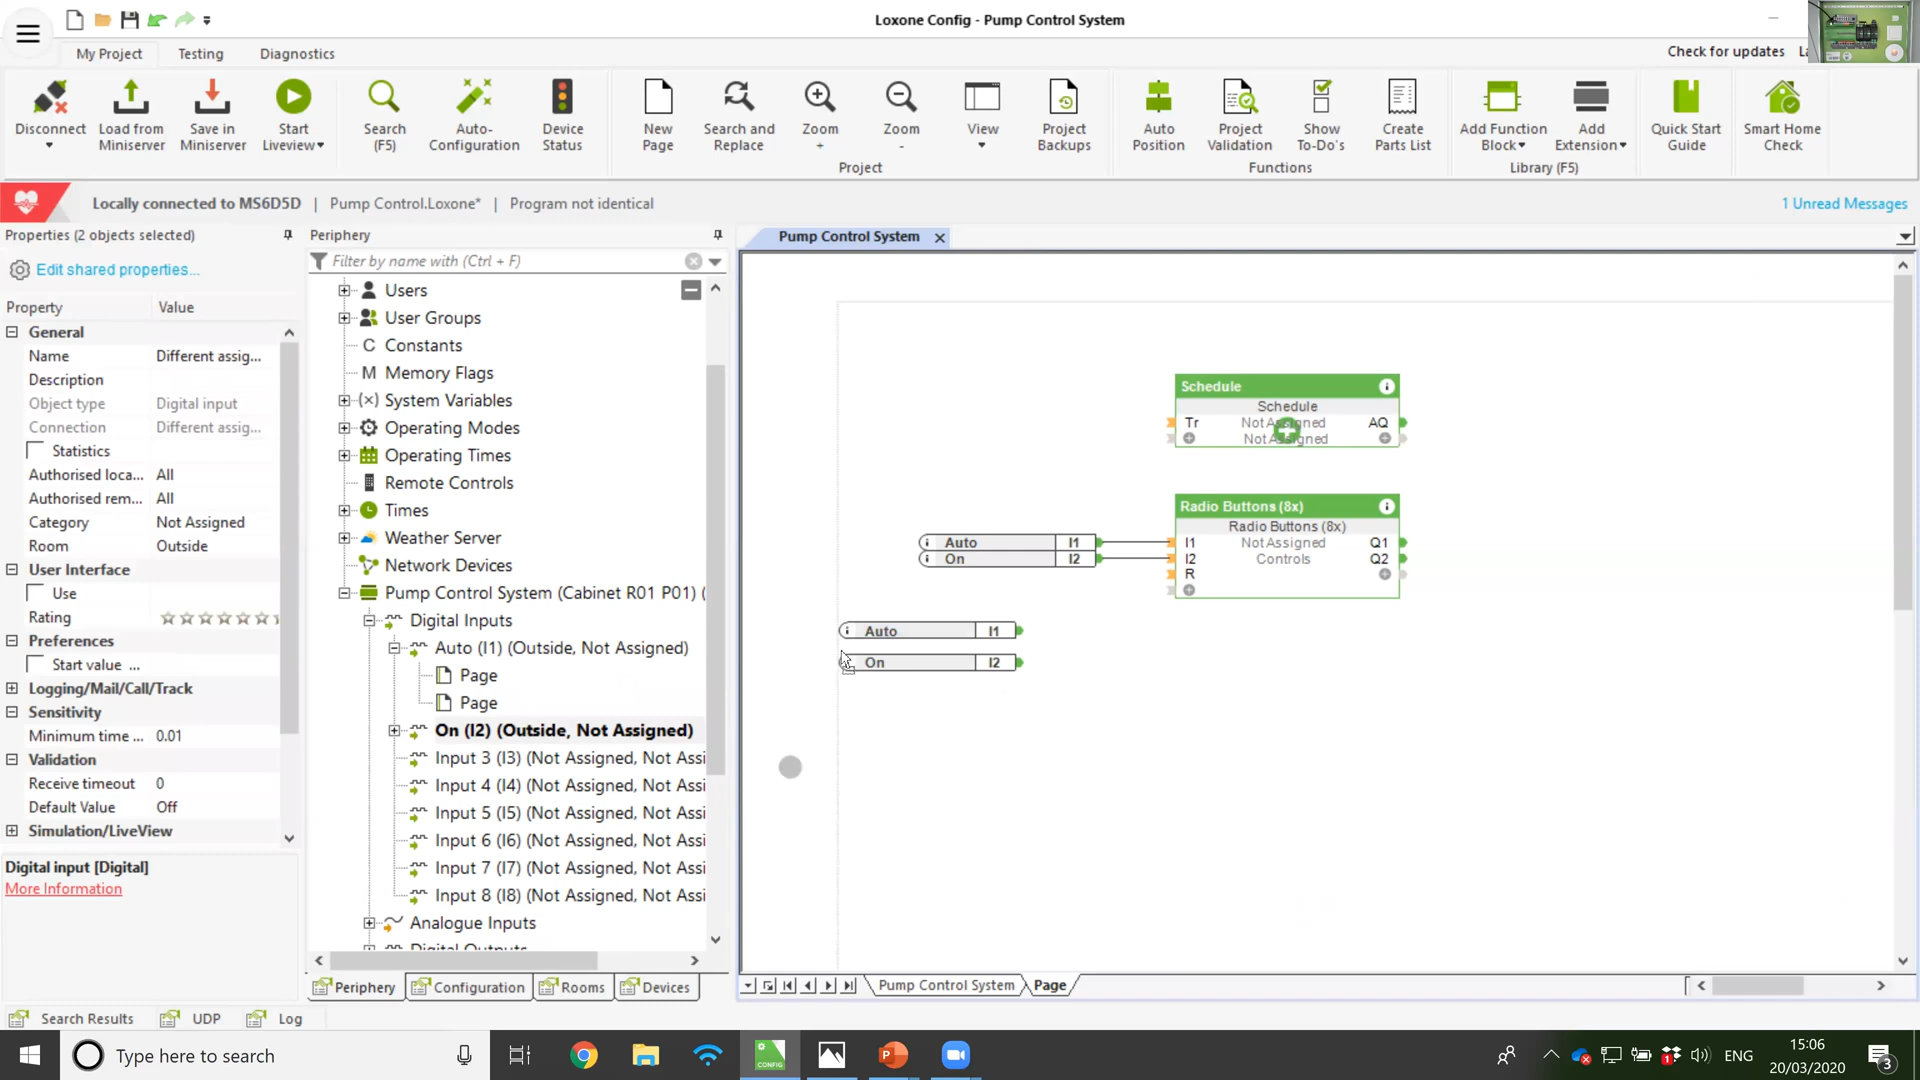 Loxone Config - Pump Control System
My Project
Testing
Diagnostics
Check for updates
Disconnect
Load from
Miniserver
Save in
Miniserver
Start
Liveview
Search
(F5)
Auto-
Configuration
Device
Status
New
Page
Search and
Replace
Zoom
+
Zoom
-
View
Project
Backups
Project
Auto
Position
Project
Validation
Show
To-Do's
Create
Parts List
Functions
Add Function
Block
Add
Extension
Library (F5)
Quick Start
Guide
Smart Home
Check
Locally connected to MS6D5D | Pump Control.Loxone* | Program not identical
1 Unread Messages
Properties (2 objects selected)
Edit shared properties...
Property Value
General
Name Different assig...
Description
Object type Digital input
Connection Different assig...
Statistics
Authorised loca... All
Authorised rem... All
Category Not Assigned
Room Outside
User Interface
Use
Rating
Preferences
Start value ...
Logging/Mail/Call/Track
Sensitivity
Minimum time ... 0.01
Validation
Receive timeout 0
Default Value Off
Simulation/LiveView
Digital input [Digital]
More Information
Periphery
Filter by name with (Ctrl + F)
Users
User Groups
C Constants
M Memory Flags
(x) System Variables
Operating Modes
Operating Times
Remote Controls
Times
Weather Server
Network Devices
Pump Control System (Cabinet R01 P01) (
Digital Inputs
Auto (I1) (Outside, Not Assigned)
Page
Page
On (I2) (Outside, Not Assigned)
Input 3 (I3) (Not Assigned, Not Assi
Input 4 (I4) (Not Assigned, Not Assi
Input 5 (I5) (Not Assigned, Not Assi
Input 6 (I6) (Not Assigned, Not Assi
Input 7 (I7) (Not Assigned, Not Assi
Input 8 (I8) (Not Assigned, Not Assi
Analogue Inputs
Digital Outputs
Periphery
Configuration
Rooms
Devices
Pump Control System
Schedule
Schedule
Tr Not Assigned AQ
Not Assigned
Radio Buttons (8x)
Radio Buttons (8x)
I1 Not Assigned Q1
I2 Controls Q2
R
Auto I1
On I2
Auto I1
On I2
Pump Control System
Page
Search Results
UDP
Log
Type here to search
CONFIG
ENG
15:06
20/03/2020
3